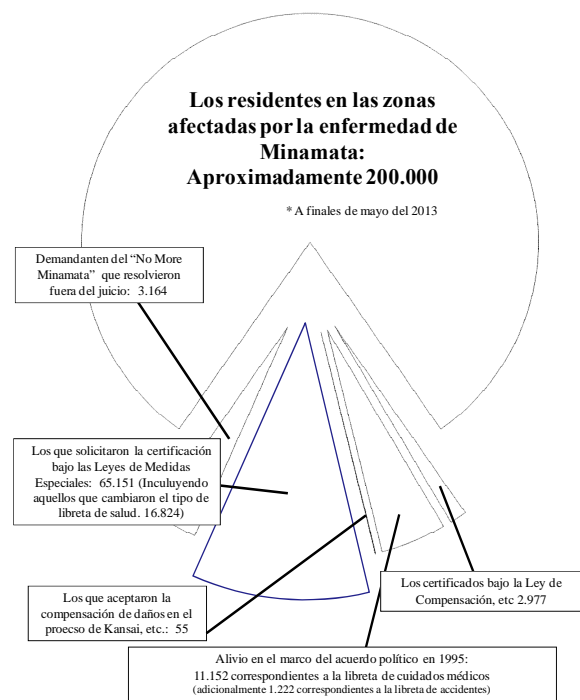 Los residentes en las zonas
afectadas por la enfermedad de
Minamata:
Aproximadamente 200.000
* A finales de mayo del 2013
Demandanten del “No More
Minamata” que resolvieron
fuera del juicio: 3.164
Los que solicitaron la certificación
bajo las Leyes de Medidas
Especiales: 65.151 (Inculuyendo
aquellos que cambiaron el tipo de
libreta de salud. 16.824)
Los que aceptaron la
compensación de daños en el
proecso de Kansai, etc.: 55
Los certificados bajo la Ley de
Compensación, etc 2.977
Alivio en el marco del acuerdo político en 1995:
11.152 correspondientes a la libreta de cuidados médicos
(adicionalmente 1.222 correspondientes a la libreta de accidentes)